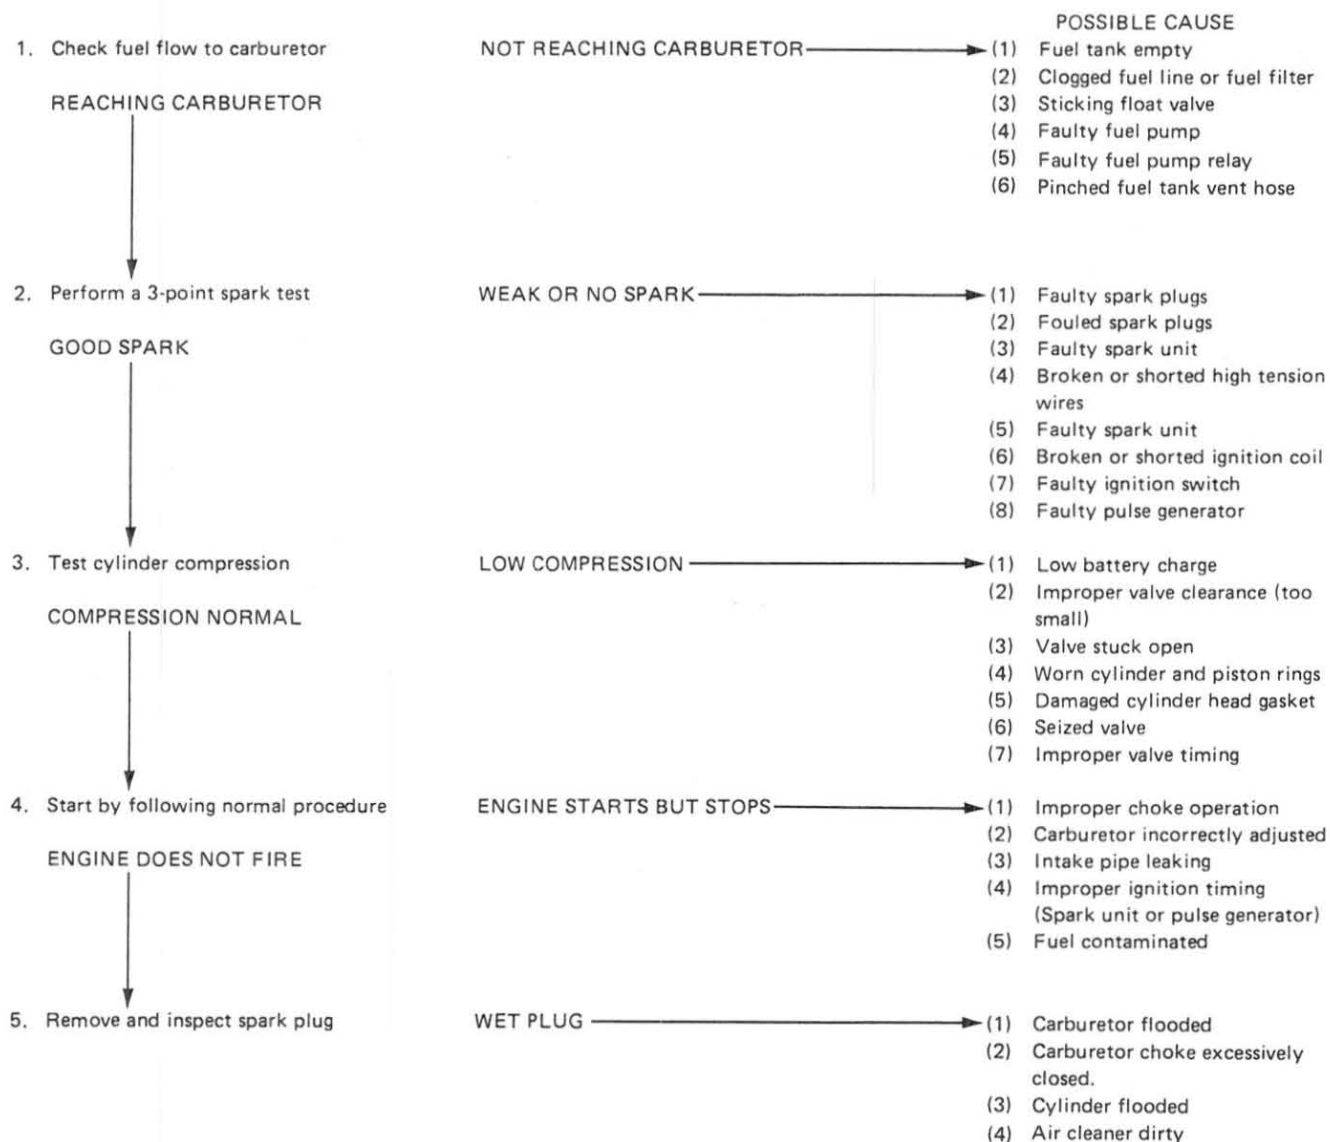 POSSIBLE CAUSE
1. Check fuel flow to carburetor NOT REACHING CARBURETOR (1) Fuel tank empty
(2) Clogged fuel line or fuel filter
REACHING CARBURETOR (3) Sticking float valve
(4) Faulty fuel pump
(5) Faulty fuel pump relay
(6) Pinched fuel tank vent hose
2. Perform a 3-point spark test WEAK OR NO SPARK (1) Faulty spark plugs
(2) Fouled spark plugs
GOOD SPARK (3) Faulty spark unit
(4) Broken or shorted high tension
wires
(5) Faulty spark unit
(6) Broken or shorted ignition coil
(7) Faulty ignition switch
(8) Faulty pulse generator
3. Test cylinder compression LOW COMPRESSION (1) Low battery charge
(2) Improper valve clearance (too
COMPRESSION NORMAL small)
(3) Valve stuck open
(4) Worn cylinder and piston rings
(5) Damaged cylinder head gasket
(6) Seized valve
(7) Improper valve timing
4. Start by following normal procedure ENGINE STARTS BUT STOPS (1) Improper choke operation
(2) Carburetor incorrectly adjusted
ENGINE DOES NOT FIRE (3) Intake pipe leaking
(4) Improper ignition timing
(Spark unit or pulse generator)
(5) Fuel contaminated
5. Remove and inspect spark plug WET PLUG (1) Carburetor flooded
(2) Carburetor choke excessively
closed.
(3) Cylinder flooded
(4) Air cleaner dirty